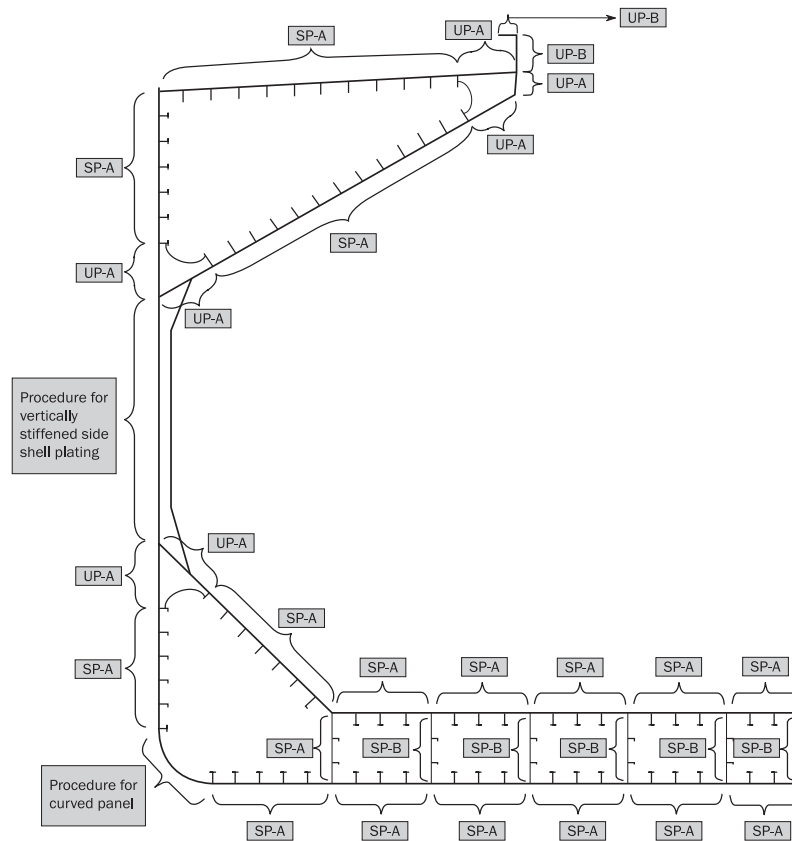 UP-B
UP-A
SP-A
UP-B
UP-A
UP-A
SP-A
SP-A
UP-A
UP-A
Procedure for
vertically
stiffened side
shell plating
UP-A
UP-A
SP-A
SP-A
SP-A
SP-A
SP-A
SP-A
SP-A
SP-A
SP-B
SP-B
SP-B
SP-B
Procedure for
curved panel
SP-A
SP-A
SP-A
SP-A
SP-A
SP-A